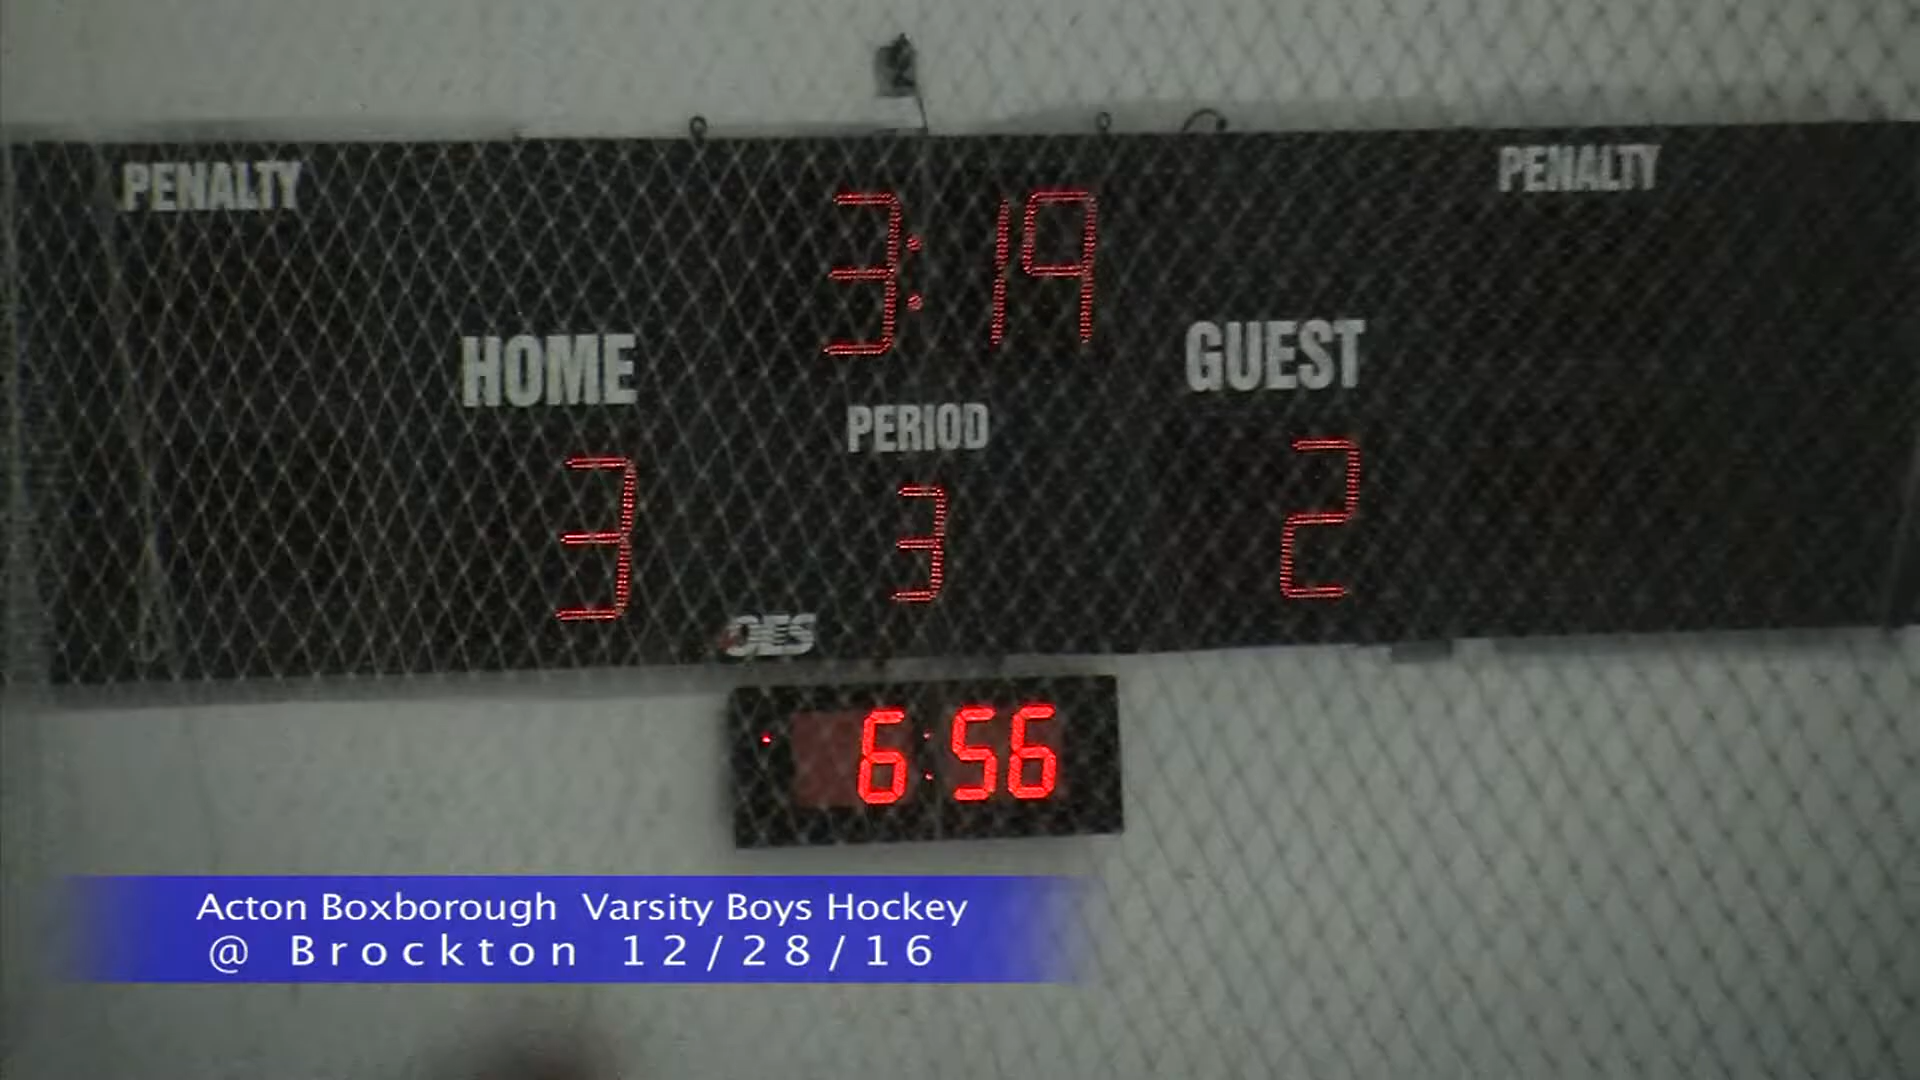 PENALTY
PENALTY
3:19
HOME
GUEST
PERIOD
3
3
2
OES
6:56
Acton Boxborough Varsity Boys Hockey
@ Brockton 12/28/16